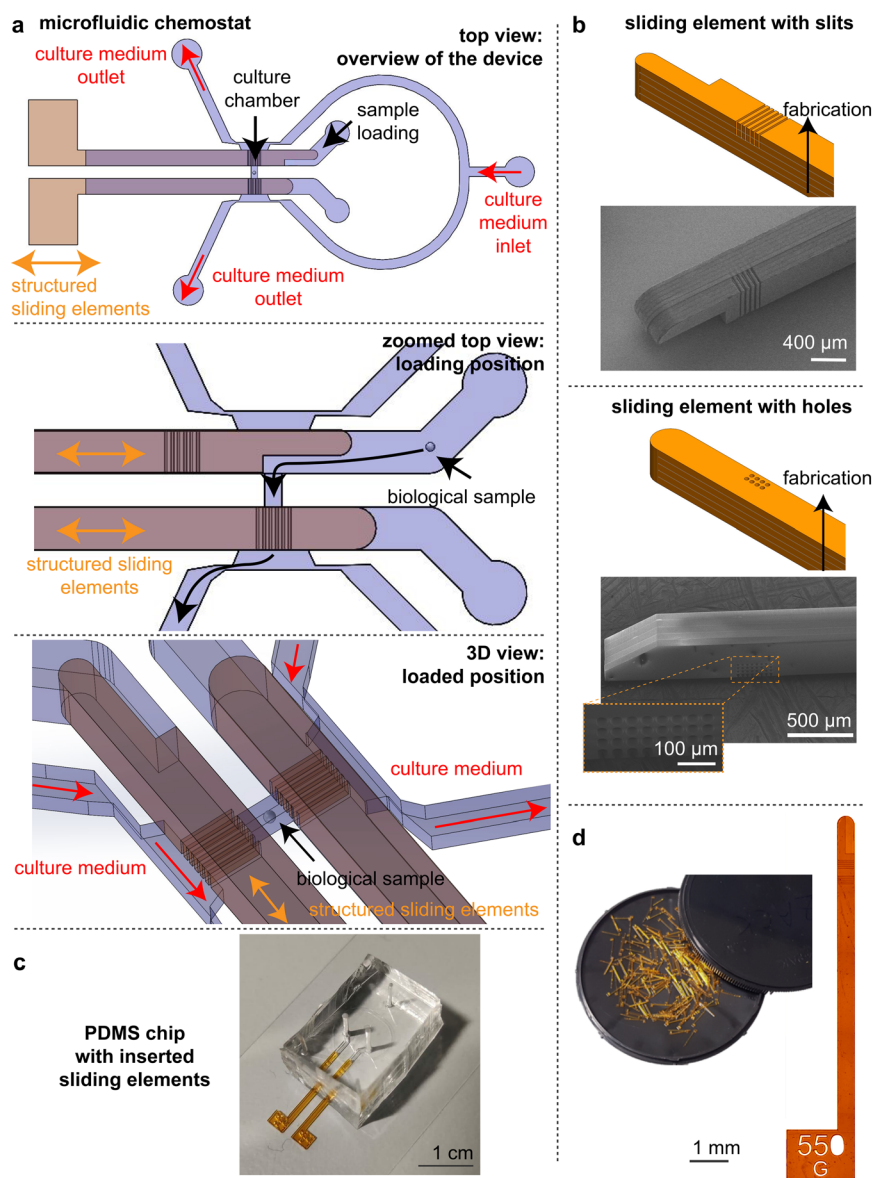 a
microfluidic chemostat
top view:
overview of the device
culture medium
outlet
culture
chamber
sample
loading
culture
medium
inlet
culture medium
outlet
structured
sliding elements
zoomed top view:
loading position
biological sample
structured sliding
elements
3D view:
loaded position
culture medium
culture medium
biological sample
structured sliding elements
c
PDMS chip
with inserted
sliding elements
1 cm
b
sliding element with slits
fabrication
400 µm
sliding element with holes
fabrication
500 µm
100 µm
d
1 mm
550
G